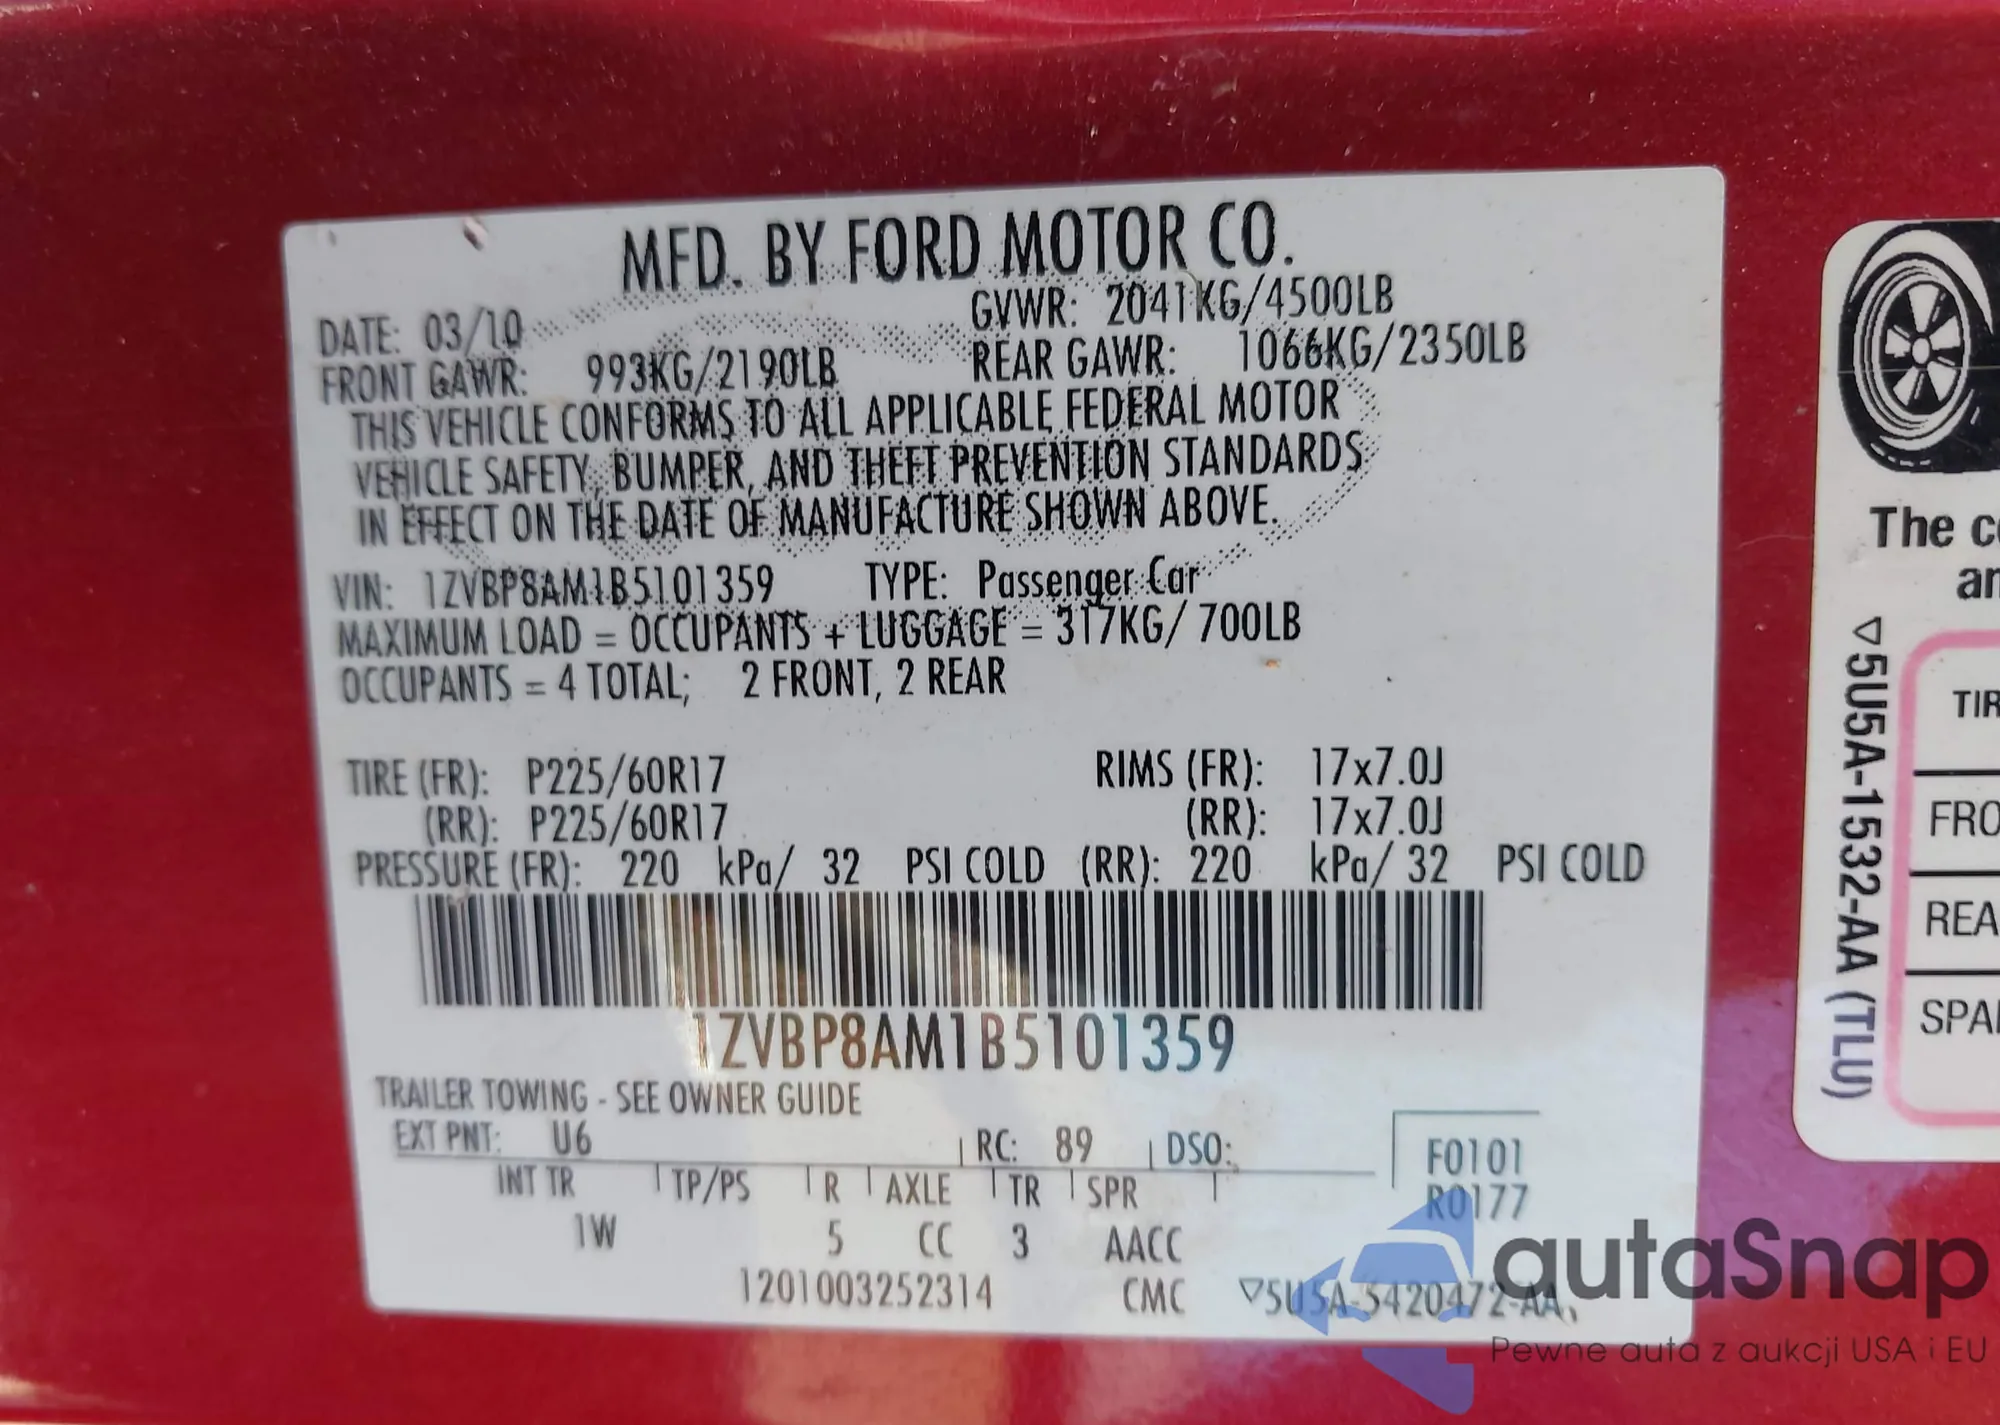 MFD. BY FORD MOTOR CO.
DATE: 03/10 GVWR: 2041KG/4500LB
FRONT GAWR: 993KG/2190LB REAR GAWR: 1066KG/2350LB
THIS VEHICLE CONFORMS TO ALL APPLICABLE FEDERAL MOTOR
VEHICLE SAFETY, BUMPER, AND THEFT PREVENTION STANDARDS
IN EFFECT ON THE DATE OF MANUFACTURE SHOWN ABOVE.
VIN: 1ZVBP8AM1B5101359 TYPE: Passenger Car
MAXIMUM LOAD = OCCUPANTS + LUGGAGE = 317KG/ 700LB
OCCUPANTS = 4 TOTAL; 2 FRONT, 2 REAR
TIRE (FR): P225/60R17 RIMS (FR): 17x7.0J
(RR): P225/60R17 (RR): 17x7.0J
PRESSURE (FR): 220 kPa/ 32 PSI COLD (RR): 220 kPa/ 32 PSI COLD
1ZVBP8AM1B5101359
TRAILER TOWING - SEE OWNER GUIDE
EXT PNT: U6 RC: 89 DSO: F0101
INT TR TP/PS R AXLE TR SPR R0177
1W 5 CC 3 AACC
1201003252314 CMC ▽5U5A-5420472-AA
The
▽5U5A-1532-AA (TLU)
autaSnap
Pewne auta z aukcji USA i EU